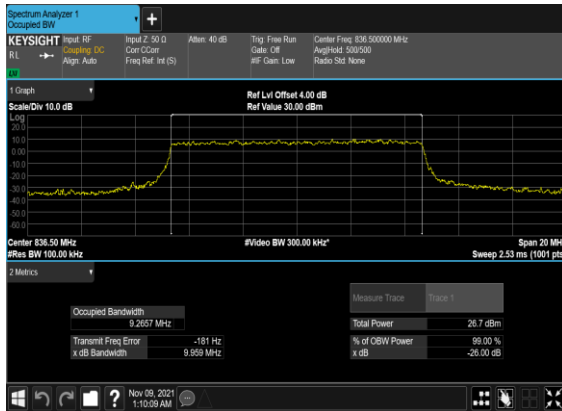 Spectrum Analyzer 1
Occupied BW
KEYSIGHT Input: RF Input Z: 50 Ω Atten: 40 dB Trig: Free Run Center Freq: 836.500000 MHz
RL Coupling: DC Corr CCorr Gate: Off Avg|Hold: 500/500
Align: Auto Freq Ref: Int (S) #IF Gain: Low Radio Std: None
1 Graph
Ref Lvl Offset 4.00 dB
Scale/Div 10.0 dB Ref Value 30.00 dBm
Log
20.0
10.0
0.00
-10.0
-20.0
-30.0
-40.0
-50.0
-60.0
Center 836.50 MHz #Video BW 300.00 kHz* Span 20 MH
#Res BW 100.00 kHz Sweep 2.53 ms (1001 pts
2 Metrics
Measure Trace Trace 1
Occupied Bandwidth
9.2657 MHz Total Power 26.7 dBm
Transmit Freq Error -181 Hz % of OBW Power 99.00 %
x dB Bandwidth 9.959 MHz x dB -26.00 dB
Nov 09, 2021
1:10:09 AM